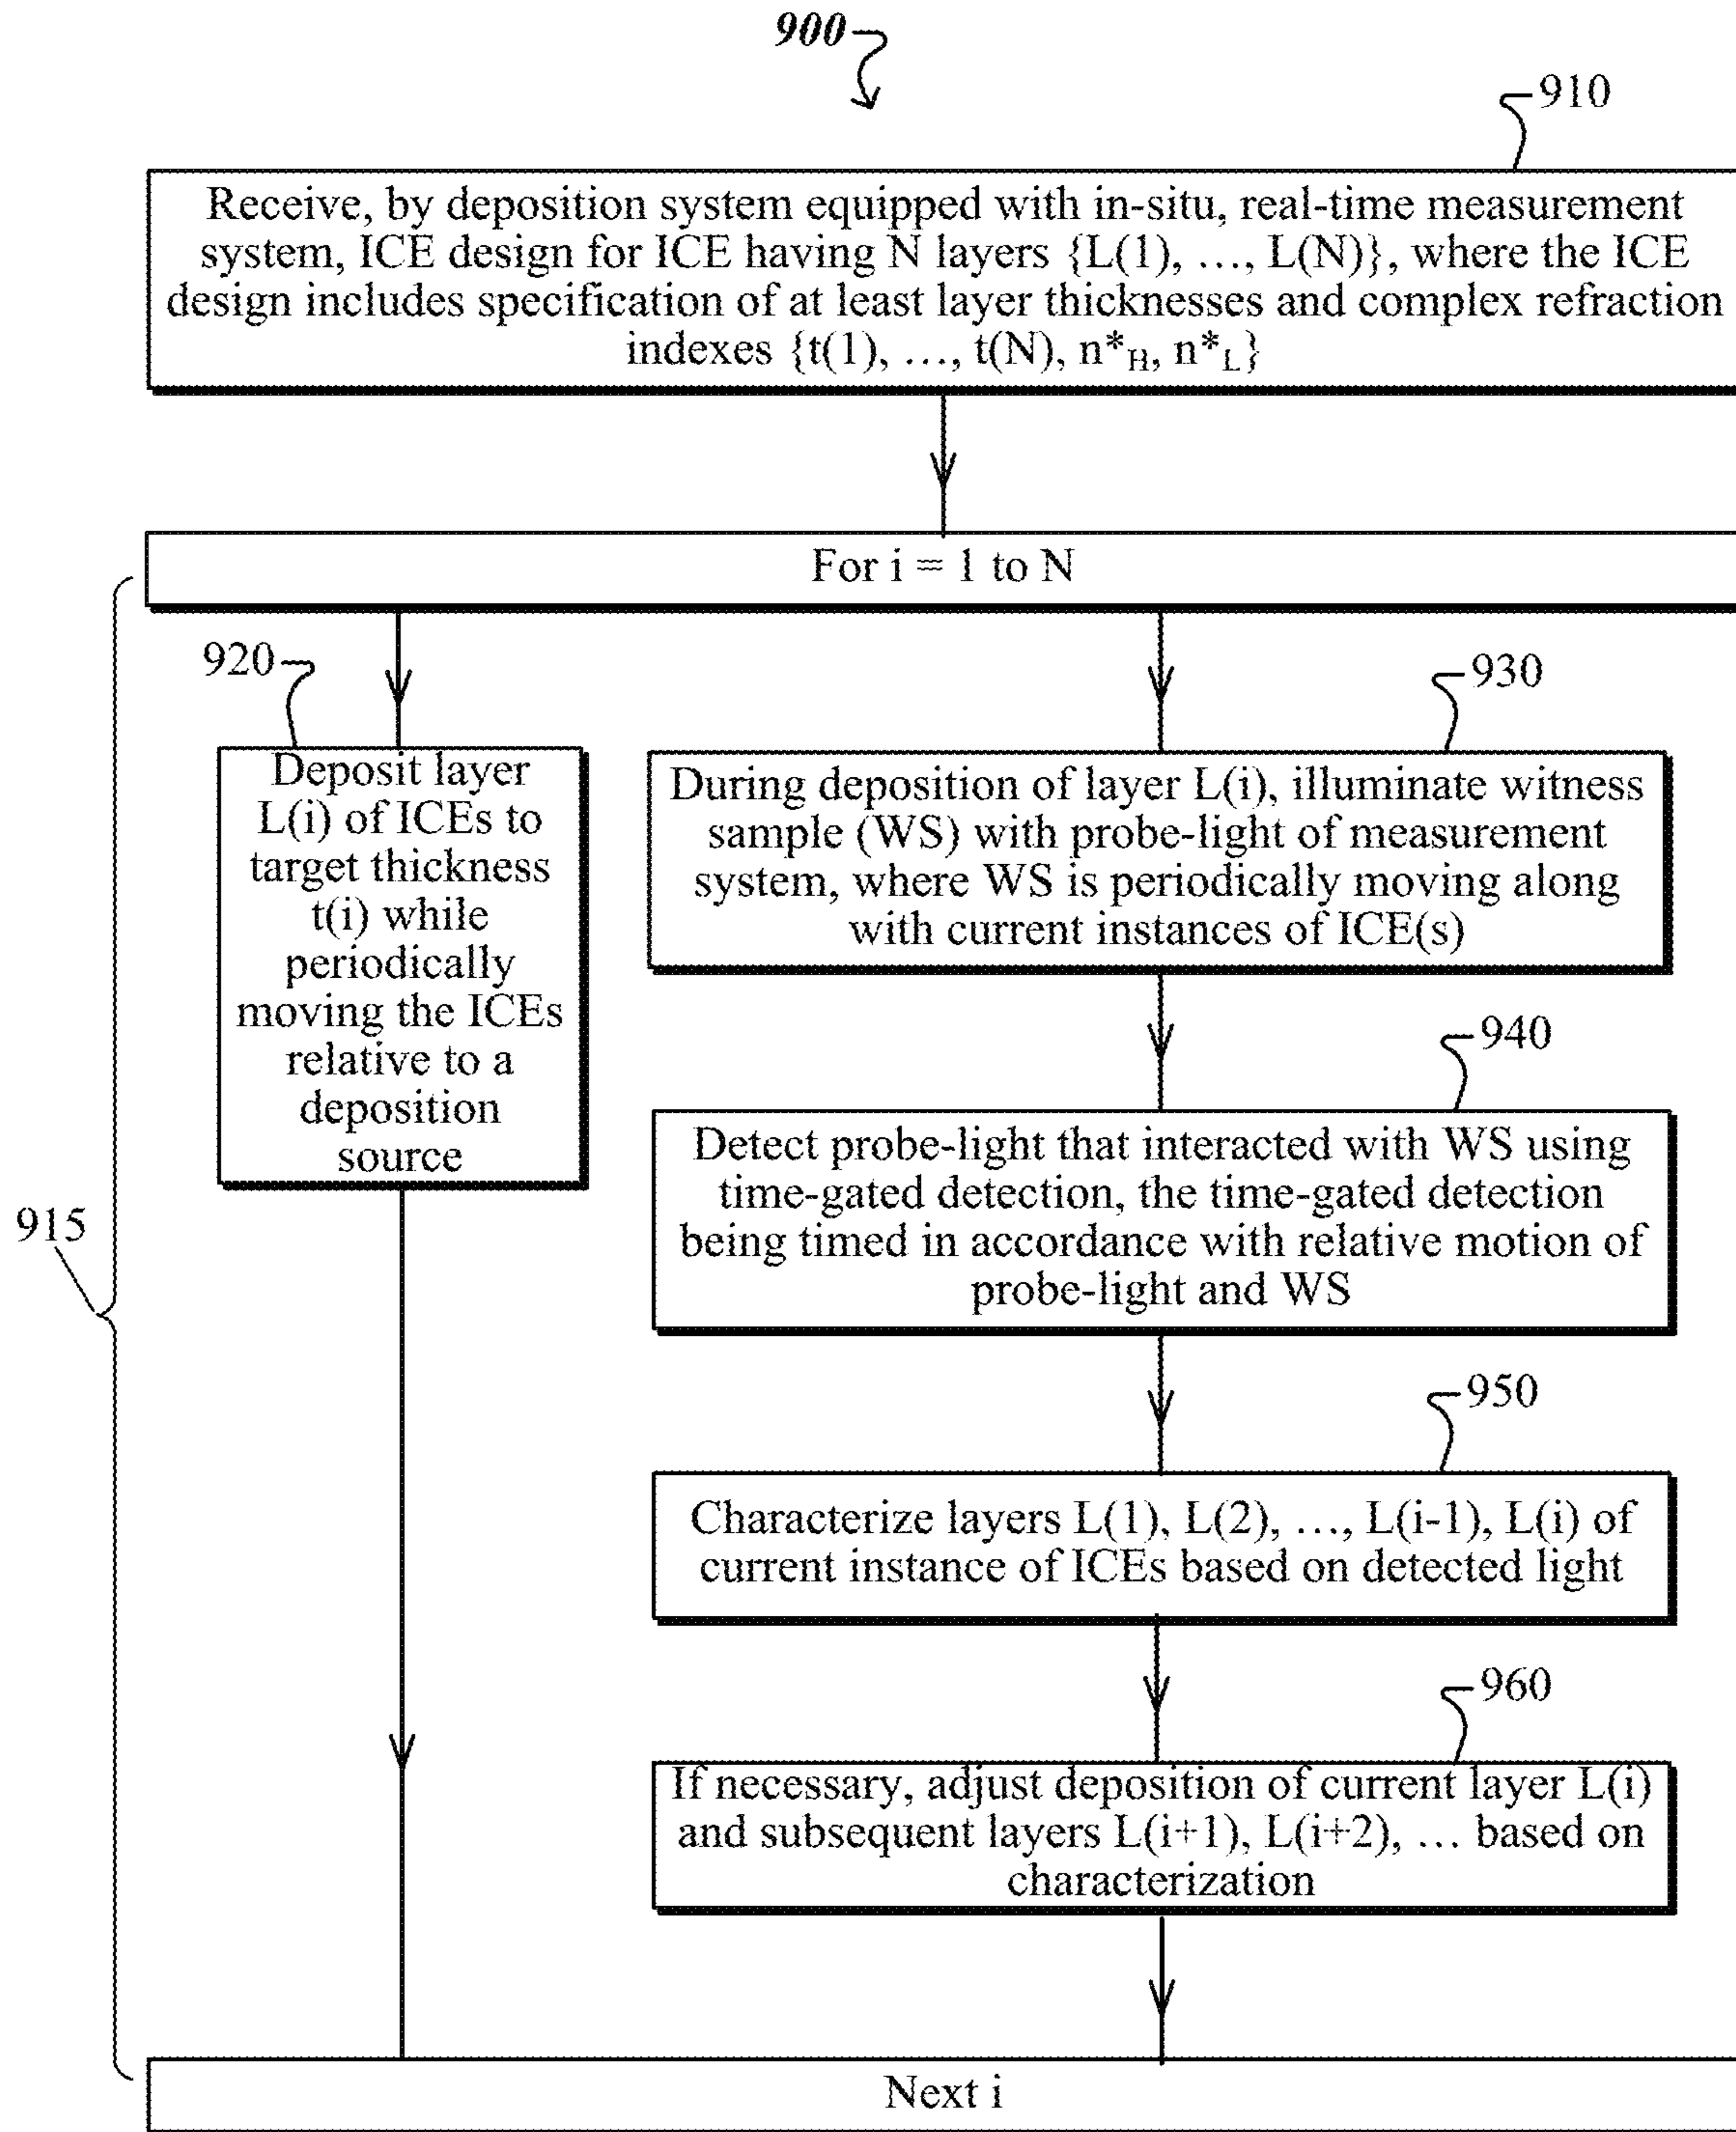 900
910
Receive, by deposition system equipped with in-situ, real-time measurement
system, ICE design for ICE having N layers {L(1), …, L(N)}, where the ICE
design includes specification of at least layer thicknesses and complex refraction
indexes {t(1), …, t(N), n*H, n*L}
For i = 1 to N
915
920
Deposit layer
L(i) of ICEs to
target thickness
t(i) while
periodically
moving the ICEs
relative to a
deposition
source
930
During deposition of layer L(i), illuminate witness
sample (WS) with probe-light of measurement
system, where WS is periodically moving along
with current instances of ICE(s)
940
Detect probe-light that interacted with WS using
time-gated detection, the time-gated detection
being timed in accordance with relative motion of
probe-light and WS
950
Characterize layers L(1), L(2), …, L(i-1), L(i) of
current instance of ICEs based on detected light
960
If necessary, adjust deposition of current layer L(i)
and subsequent layers L(i+1), L(i+2), … based on
characterization
Next i